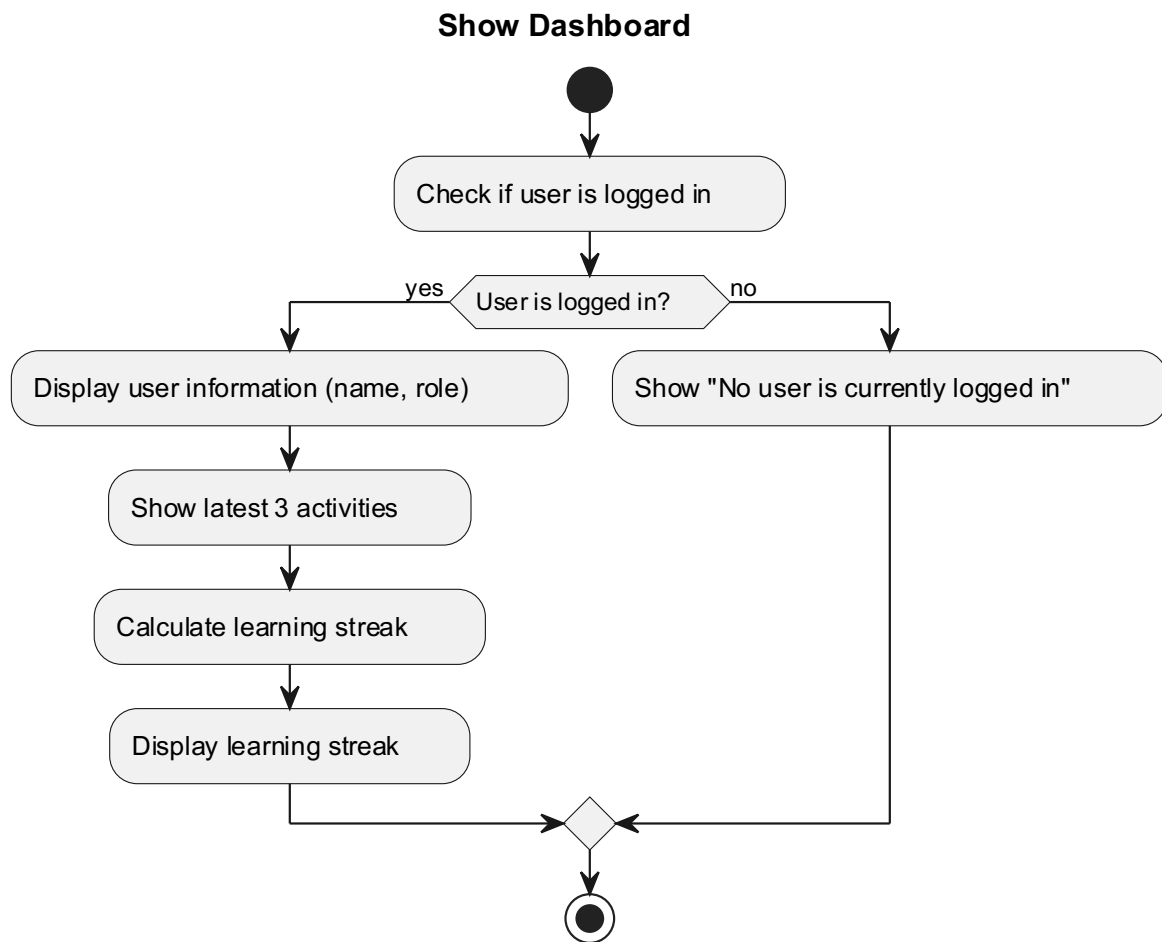 Show Dashboard
Check if user is logged in
yes
User is logged in?
no
Display user information (name, role)
Show "No user is currently logged in"
Show latest 3 activities
Calculate learning streak
Display learning streak